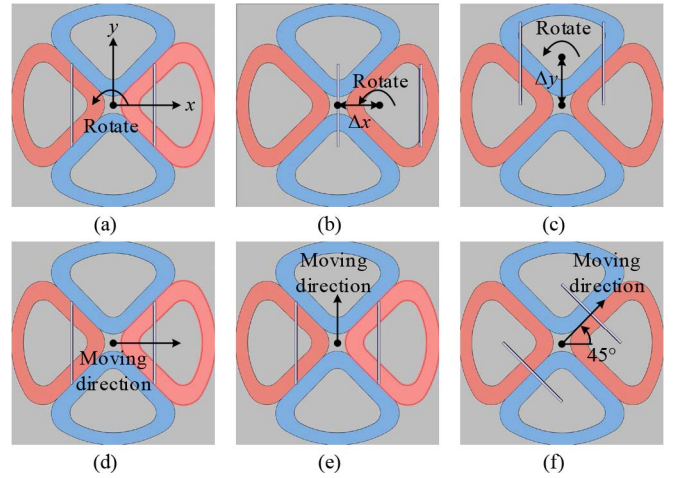 y
x
Rotate
(a)
Rotate
Δx
(b)
Rotate
Δy
(c)
Moving
direction
(d)
Moving
direction
(e)
Moving
direction
45°
(f)